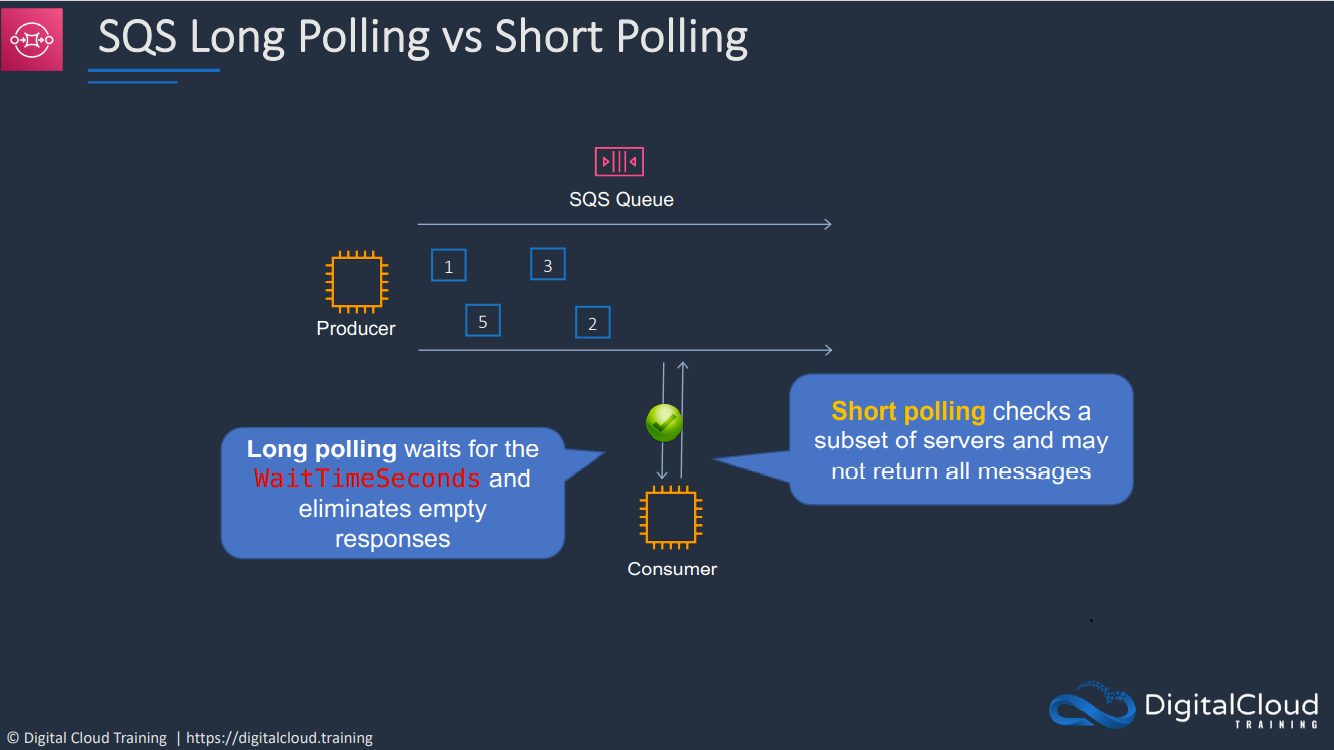 SQS Long Polling vs Short Polling
SQS Queue
1
3
5
2
Producer
Short polling checks a
subset of servers and may
not return all messages
Long polling waits for the
WaitTimeSeconds and
eliminates empty
responses
Consumer
DigitalCloud
TRAINING
© Digital Cloud Training | https://digitalcloud.training